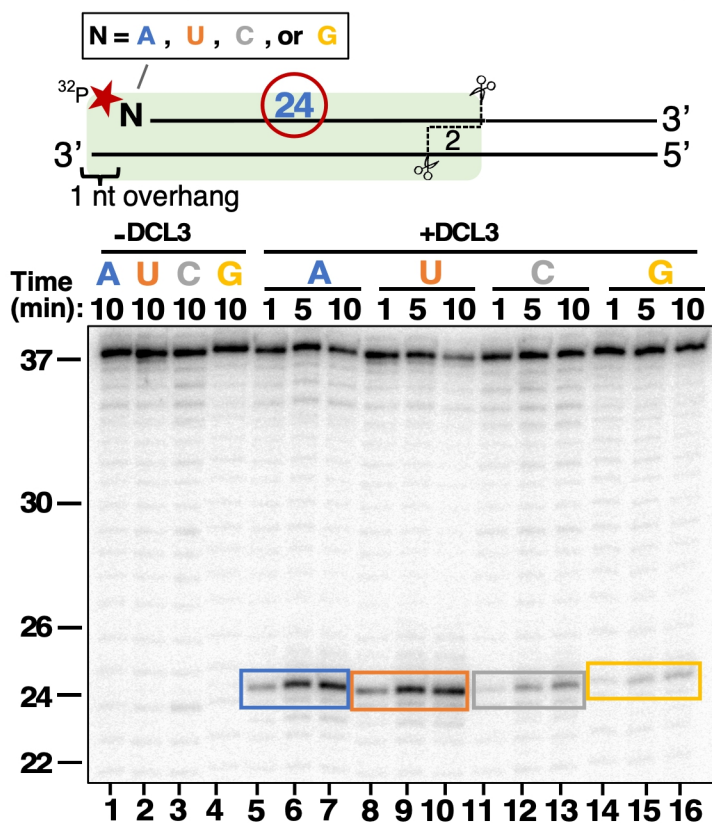 N = A , U , C , or G
32P N 24 3’
2
3’ 5’
1 nt overhang
-DCL3 +DCL3
A U C G A U C G
Time
(min): 10 10 10 10 1 5 10 1 5 10 1 5 10 1 5 10
37
30
26
24
22
1 2 3 4 5 6 7 8 9 10 11 12 13 14 15 16